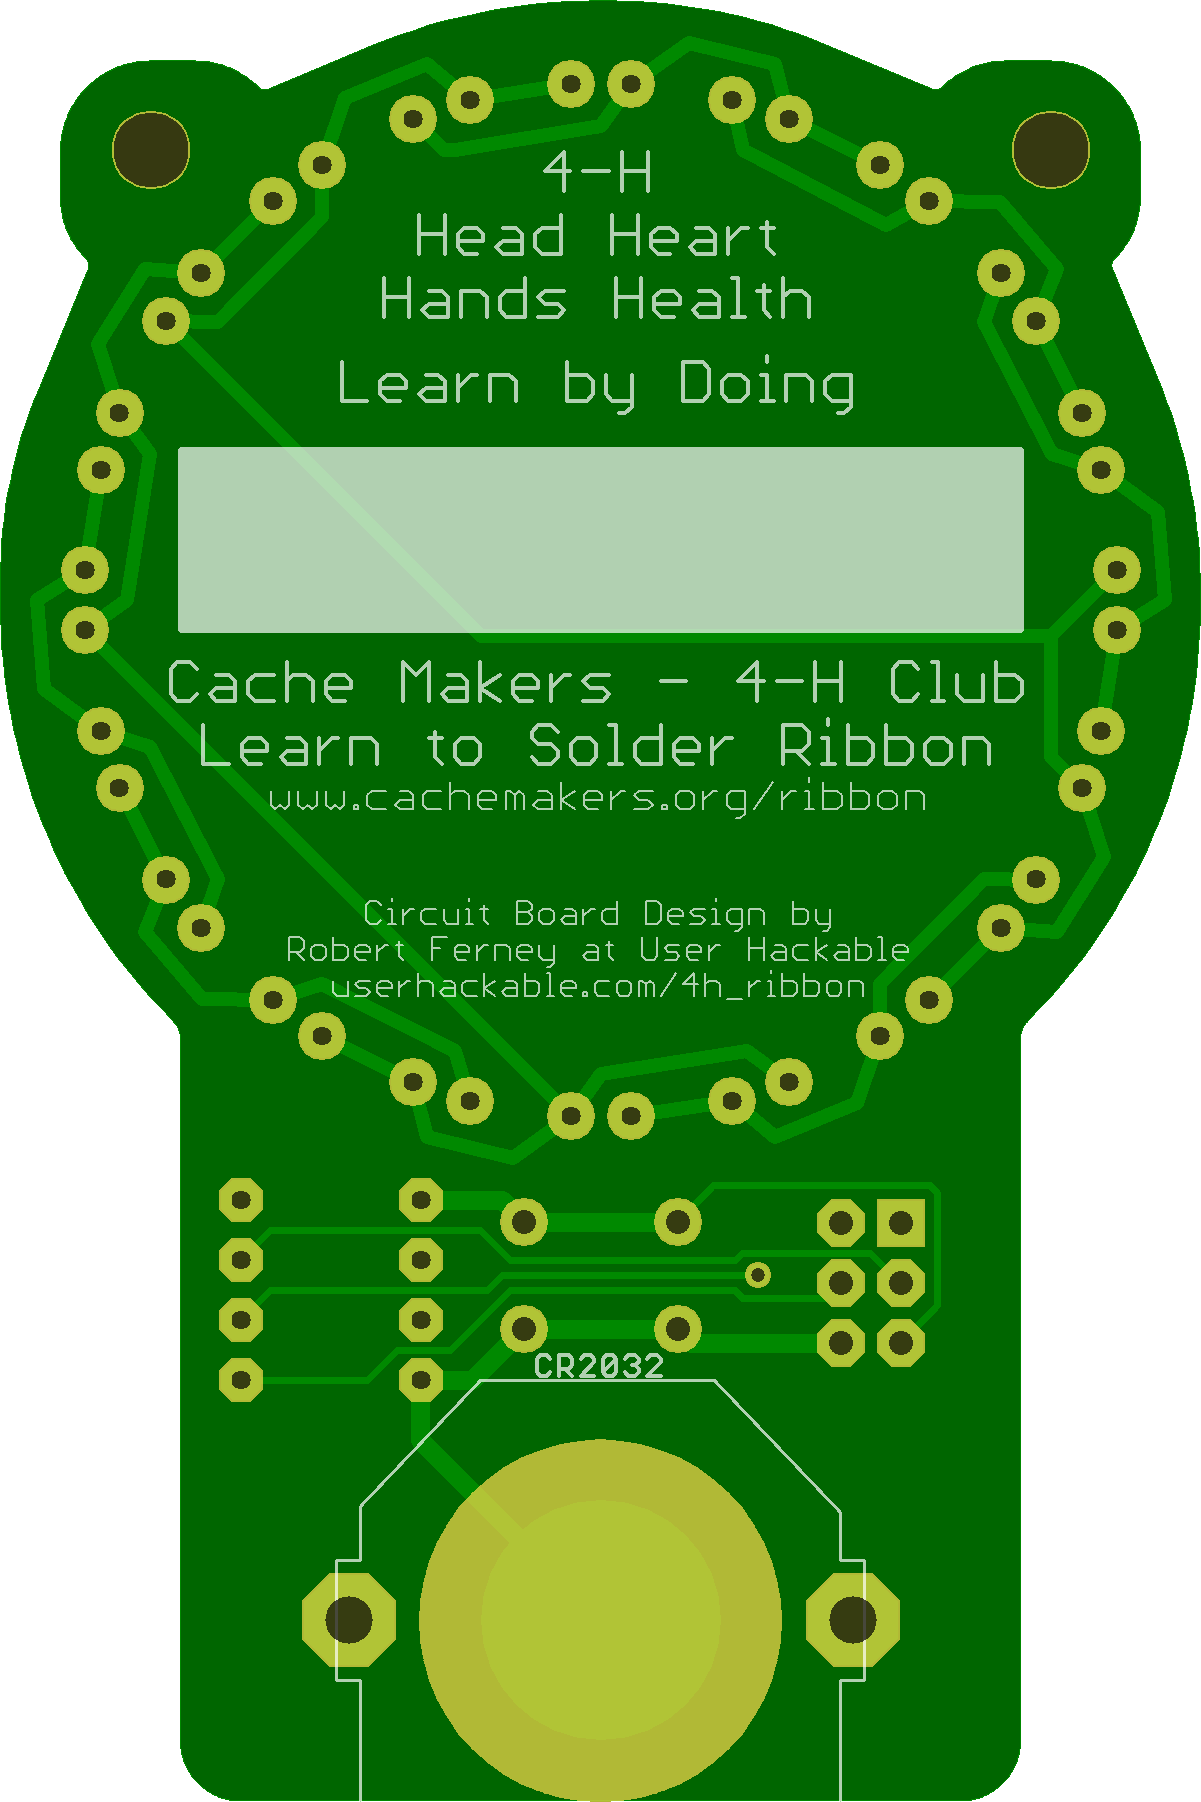 4-H
Head Heart
Hands Health
Learn by Doing
Cache Makers - 4-H Club
Learn to Solder Ribbon
www.cachemakers.org/ribbon
Circuit Board Design by
Robert Ferney at User Hackable
userhackable.com/4h_ribbon
CR2032